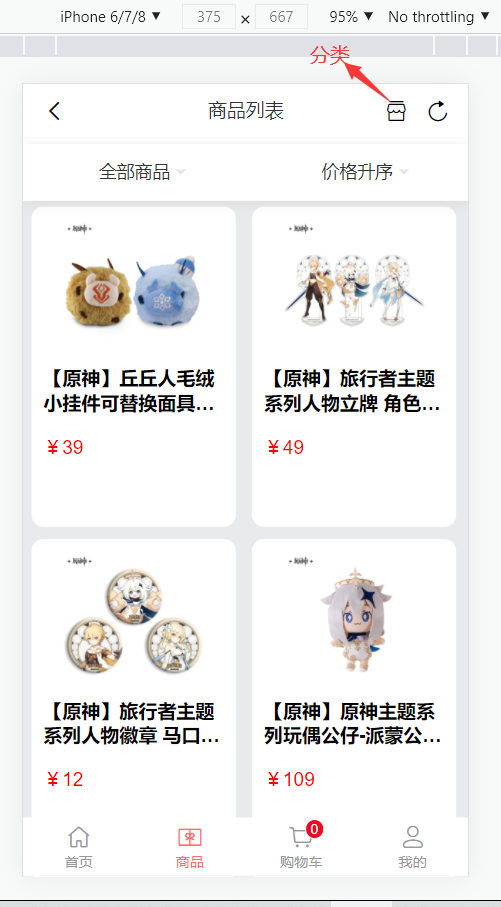 iPhone 6/7/8 ▼ 375 × 667 95% ▼ No throttling ▼
分类
商品列表
全部商品 价格升序
【原神】丘丘人毛绒
小挂件可替换面具...
¥39
【原神】旅行者主题
系列人物立牌 角色...
¥49
【原神】旅行者主题
系列人物徽章 马口...
¥12
【原神】原神主题系
列玩偶公仔-派蒙公...
¥109
首页 商品 0 购物车 我的